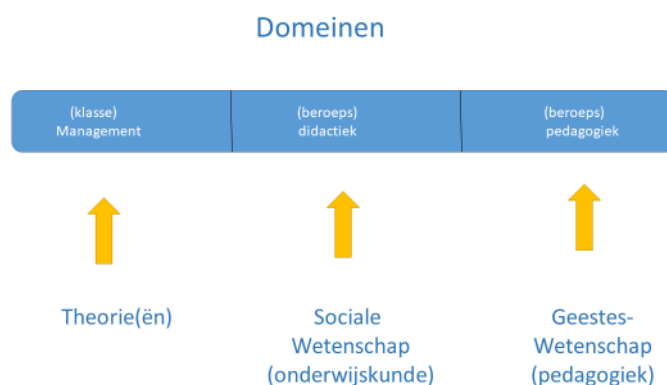 Domeinen
(klasse)
Management
(beroeps)
didactiek
(beroeps)
pedagogiek
Theorie(ën)
Sociale
Wetenschap
(onderwijskunde)
Geestes-
Wetenschap
(pedagogiek)